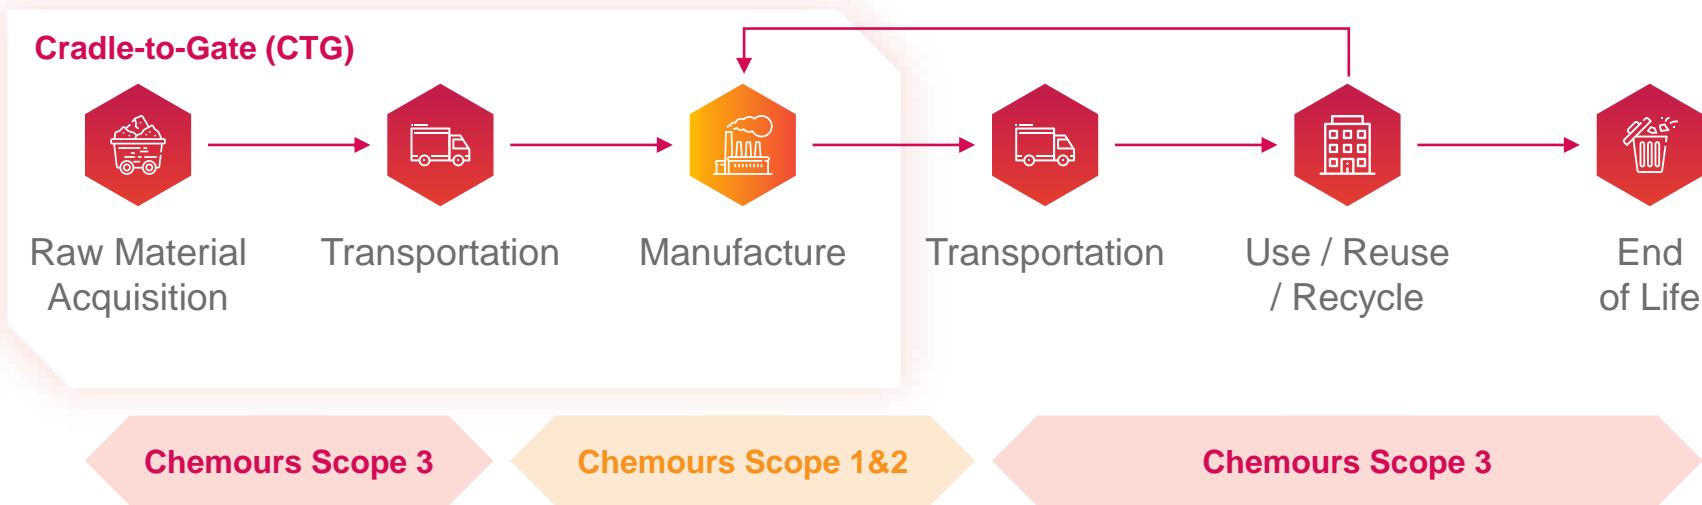 Cradle-to-Gate (CTG)
Raw Material
Acquisition
Transportation
Manufacture
Transportation
Use / Reuse
/ Recycle
End
of Life
Chemours Scope 3
Chemours Scope 1&2
Chemours Scope 3